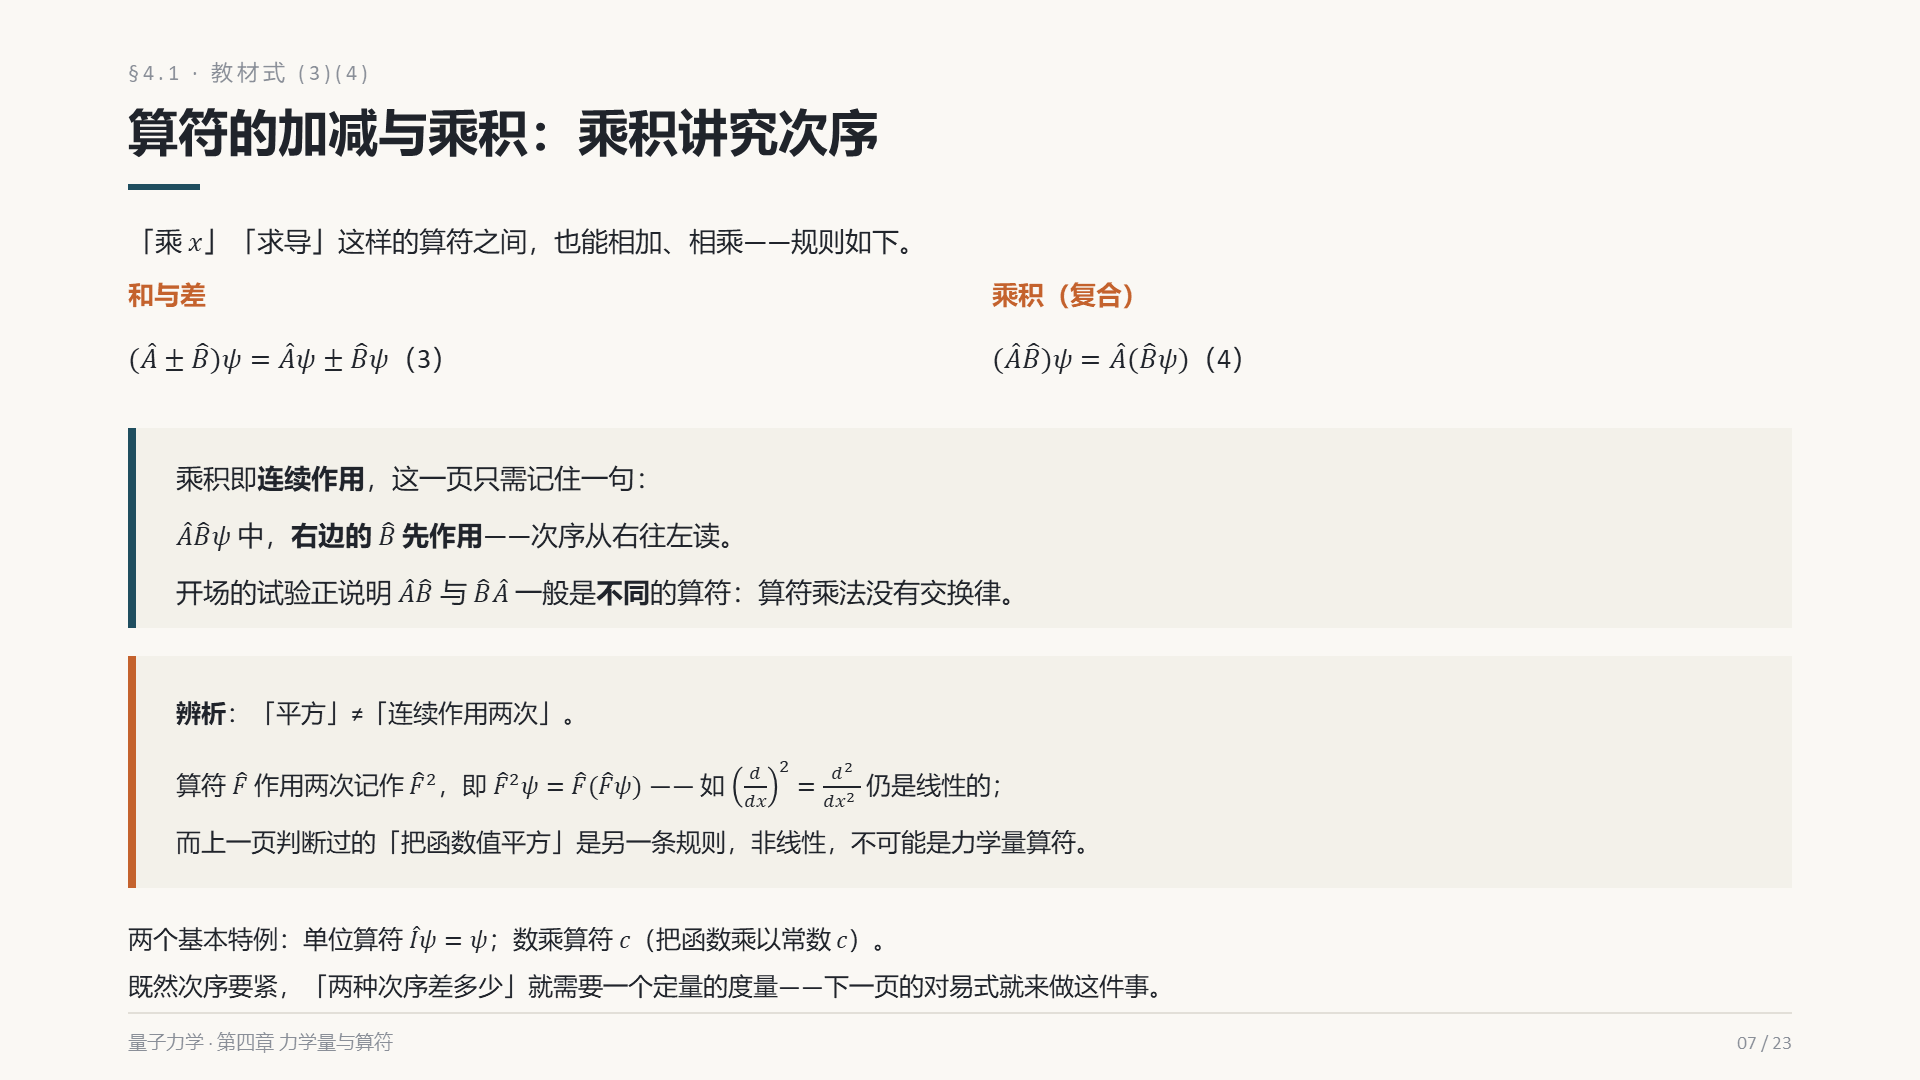 §4.1 · 教材式 (3)(4)
算符的加减与乘积：乘积讲究次序
「乘 x」「求导」这样的算符之间，也能相加、相乘——规则如下。
和与差
(Â ± B̂)ψ = Âψ ± B̂ψ（3）
乘积（复合）
(ÂB̂)ψ = Â(B̂ψ)（4）
乘积即连续作用，这一页只需记住一句：
ÂB̂ψ 中，右边的 B̂ 先作用——次序从右往左读。
开场的试验正说明 ÂB̂ 与 B̂Â 一般是不同的算符：算符乘法没有交换律。
辨析：「平方」≠「连续作用两次」。
算符 F̂ 作用两次记作 F̂²，即 F̂²ψ = F̂(F̂ψ) —— 如 (d/dx)² = d²/dx² 仍是线性的；
而上一页判断过的「把函数值平方」是另一条规则，非线性，不可能是力学量算符。
两个基本特例：单位算符 Îψ = ψ；数乘算符 c（把函数乘以常数 c）。
既然次序要紧，「两种次序差多少」就需要一个定量的度量——下一页的对易式就来做这件事。
量子力学 · 第四章 力学量与算符
07 / 23